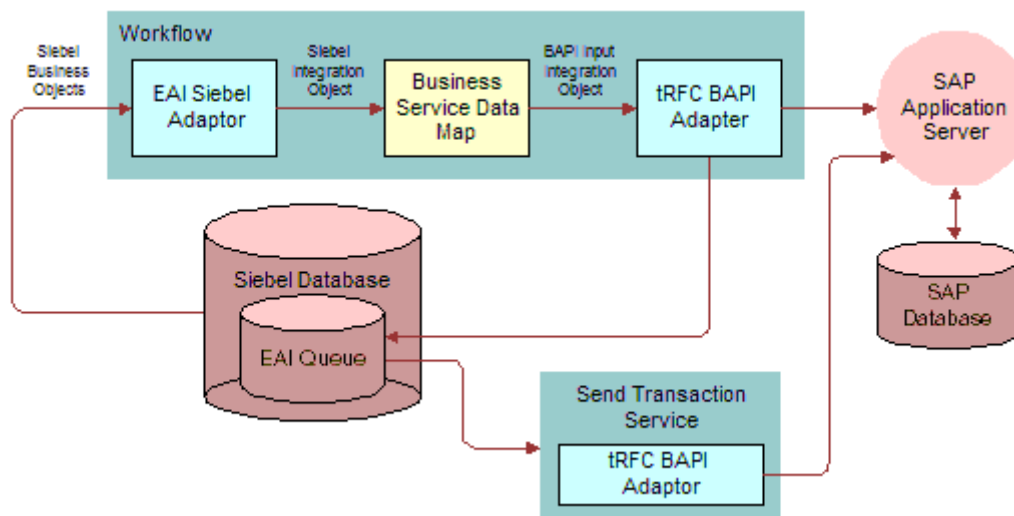 Workflow
Siebel
Business
Objects
EAI Siebel
Adaptor
Siebel
Integration
Object
Business
Service Data
Map
BAPI Input
Integration
Object
tRFC BAPI
Adapter
SAP
Application
Server
Siebel Database
EAI Queue
SAP
Database
Send Transaction
Service
tRFC BAPI
Adaptor